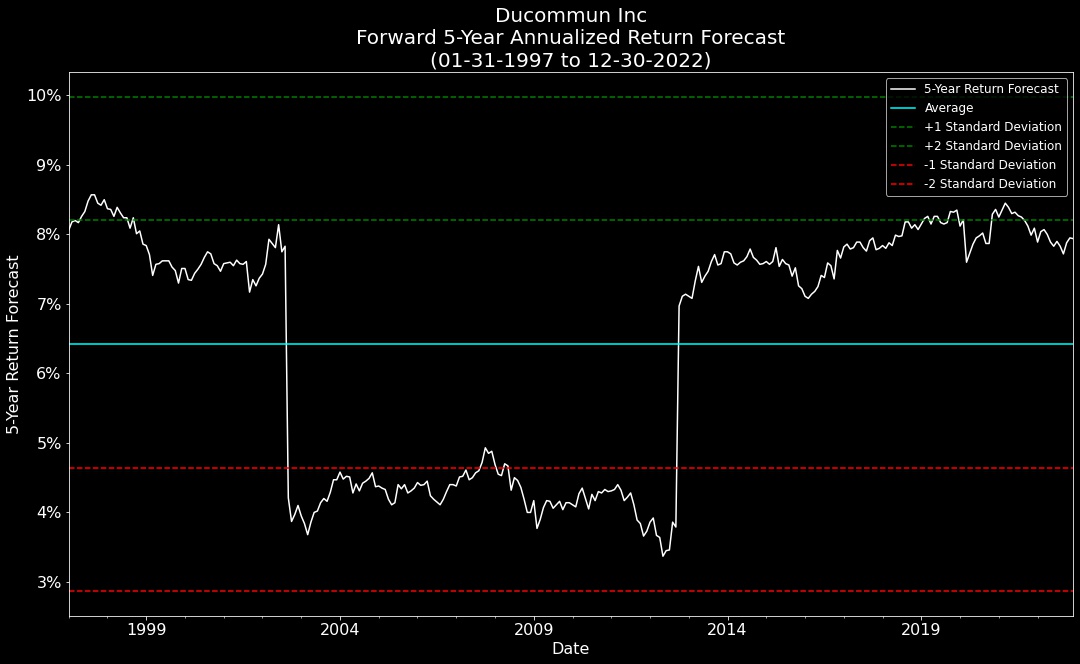 Ducommun Inc
Forward 5-Year Annualized Return Forecast
(01-31-1997 to 12-30-2022)
5-Year Return Forecast
Average
+1 Standard Deviation
+2 Standard Deviation
-1 Standard Deviation
-2 Standard Deviation
10%
9%
8%
7%
6%
5%
4%
3%
5-Year Return Forecast
1999
2004
2009
2014
2019
Date